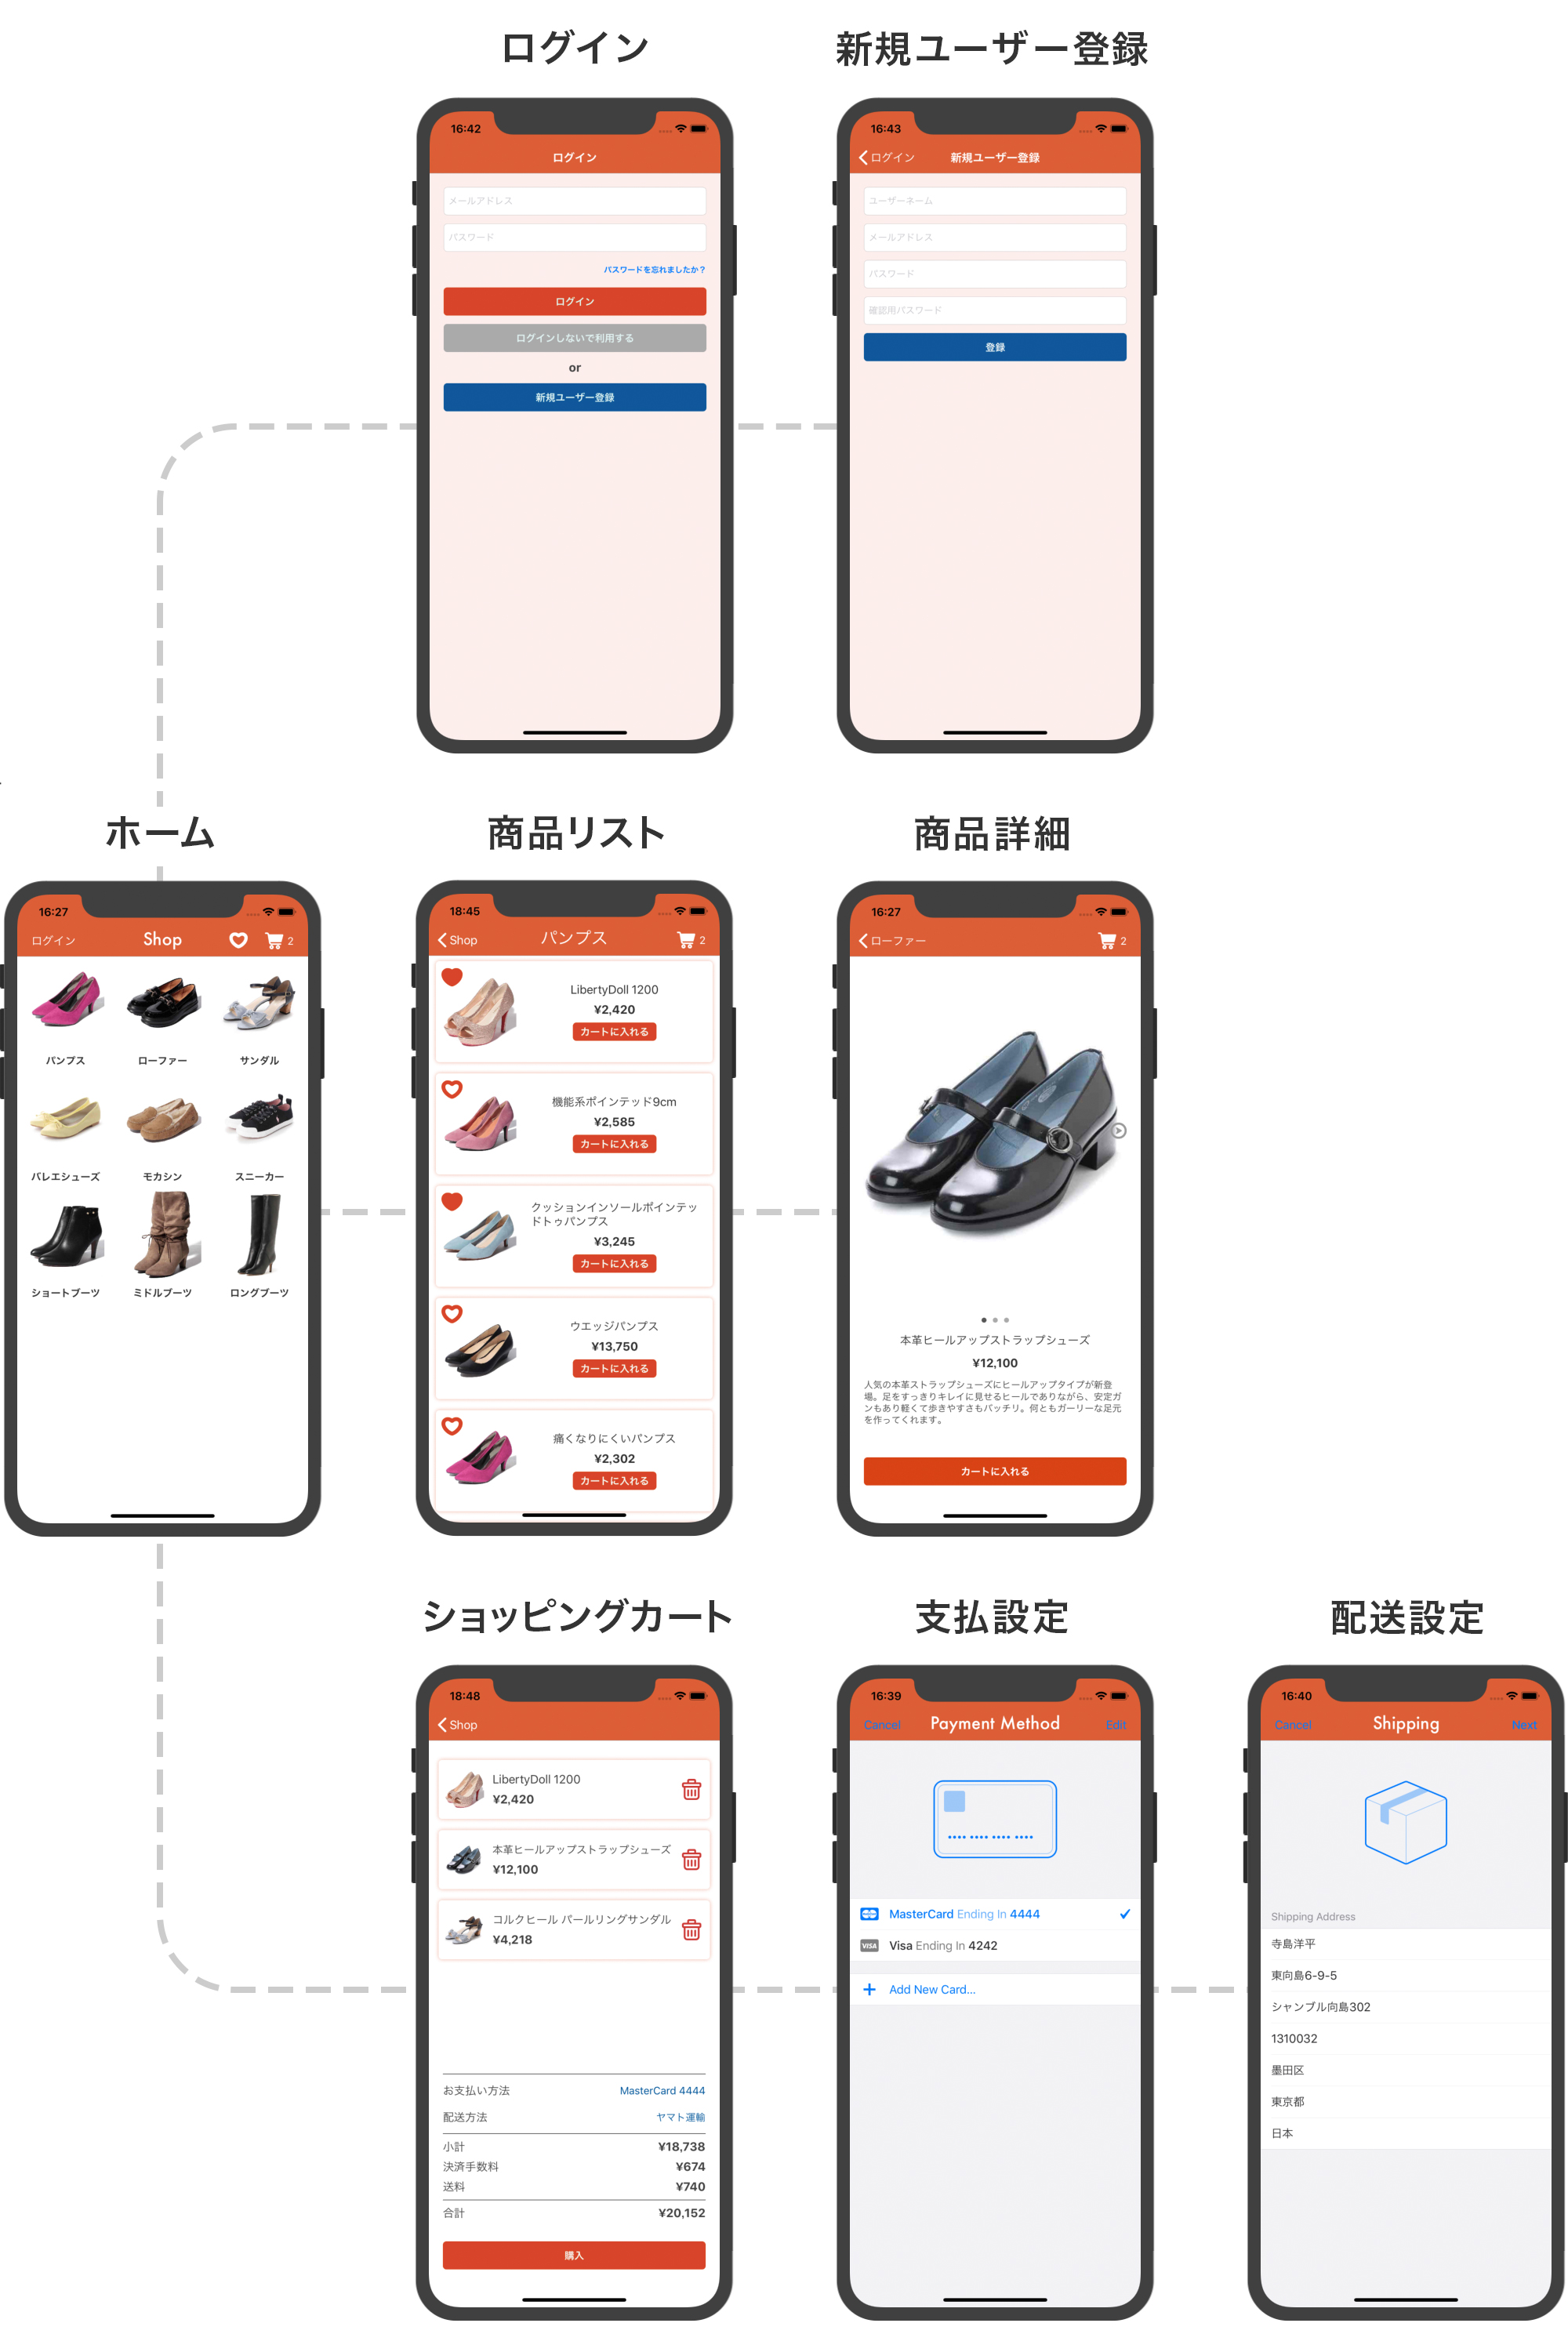 ログイン
新規ユーザー登録
16:42
ログイン
メールアドレス
パスワード
パスワードを忘れましたか？
ログイン
ログインしないで利用する
or
新規ユーザー登録
16:43
ログイン 新規ユーザー登録
ユーザーネーム
メールアドレス
パスワード
確認用パスワード
登録
ホーム
商品リスト
商品詳細
16:27
ログイン Shop 2
パンプス ローファー サンダル
バレエシューズ モカシン スニーカー
ショートブーツ ミドルブーツ ロングブーツ
18:45
Shop パンプス 2
LibertyDoll 1200
¥2,420
カートに入れる
機能系ポインテッド9cm
¥2,585
カートに入れる
クッションインソールポインテッ
ドトゥパンプス
¥3,245
カートに入れる
ウエッジパンプス
¥13,750
カートに入れる
痛くなりにくいパンプス
¥2,302
カートに入れる
16:27
ローファー 2
本革ヒールアップストラップシューズ
¥12,100
人気の本革ストラップシューズにヒールアップタイプが新登
場。足をすっきりキレイに見せるヒールでありながら、安定ガ
ンもあり軽くて歩きやすさもバッチリ。何ともガーリーな足元
を作ってくれます。
カートに入れる
ショッピングカート
支払設定
配送設定
18:48
Shop
LibertyDoll 1200
¥2,420
本革ヒールアップストラップシューズ
¥12,100
コルクヒール パールリングサンダル
¥4,218
お支払い方法 MasterCard 4444
配送方法 ヤマト運輸
小計 ¥18,738
決済手数料 ¥674
送料 ¥740
合計 ¥20,152
購入
16:39
Cancel Payment Method Edit
MasterCard Ending In 4444
VISA Visa Ending In 4242
+ Add New Card...
16:40
Cancel Shipping Next
Shipping Address
寺島洋平
東向島6-9-5
シャンブル向島302
1310032
墨田区
東京都
日本